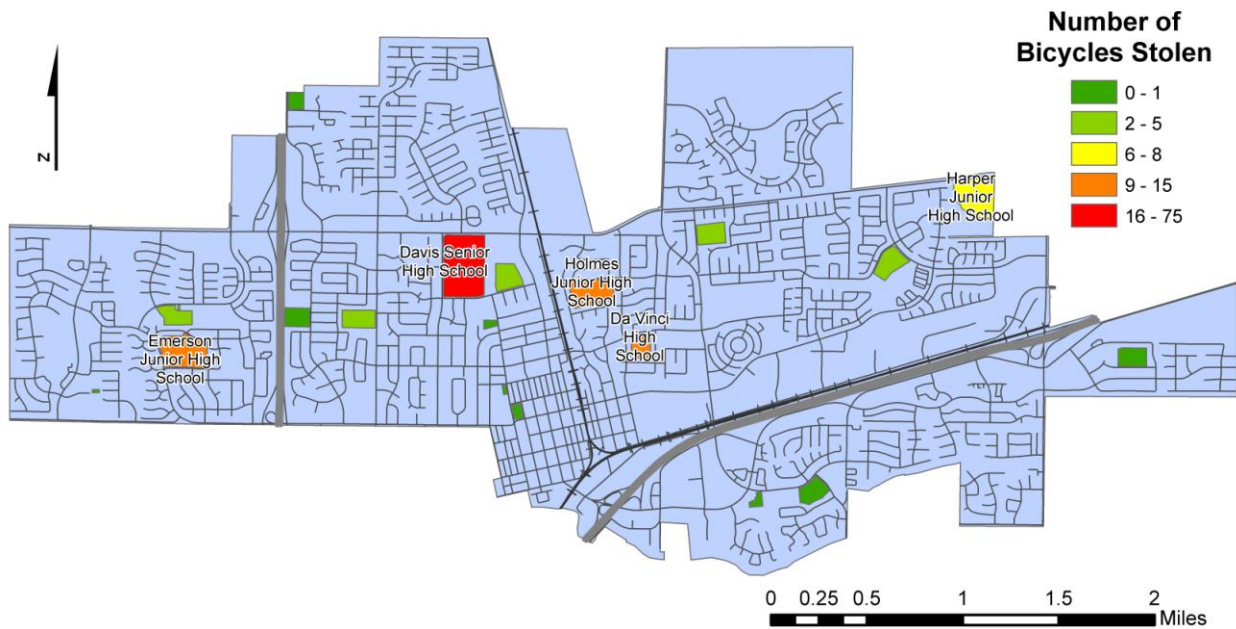 Number of
Bicycles Stolen
0 - 1
2 - 5
6 - 8
9 - 15
16 - 75
N
Harper
Junior
High School
Davis Senior
High School
Holmes
Junior High
School
Da Vinci
High
School
Emerson
Junior High
School
0 0.25 0.5 1 1.5 2
Miles